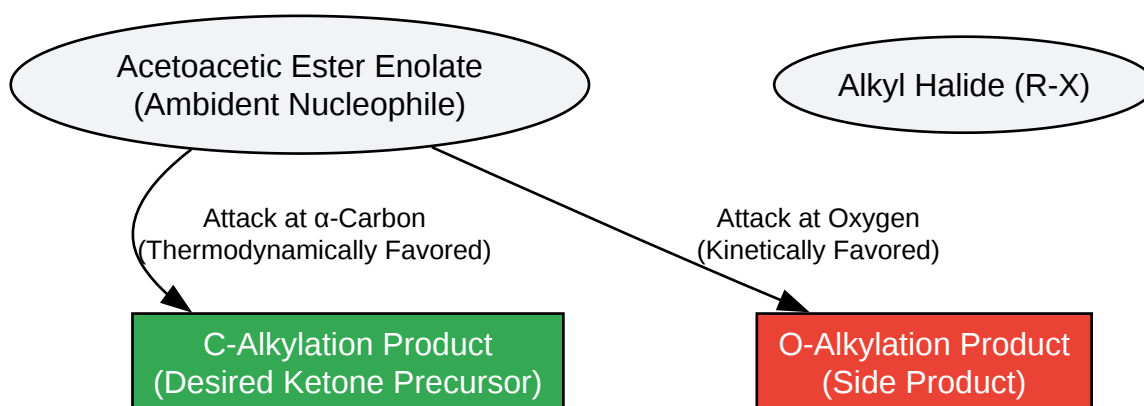 Acetoacetic Ester Enolate
(Ambident Nucleophile)
Alkyl Halide (R-X)
Attack at α-Carbon
(Thermodynamically Favored)
Attack at Oxygen
(Kinetically Favored)
C-Alkylation Product
(Desired Ketone Precursor)
O-Alkylation Product
(Side Product)